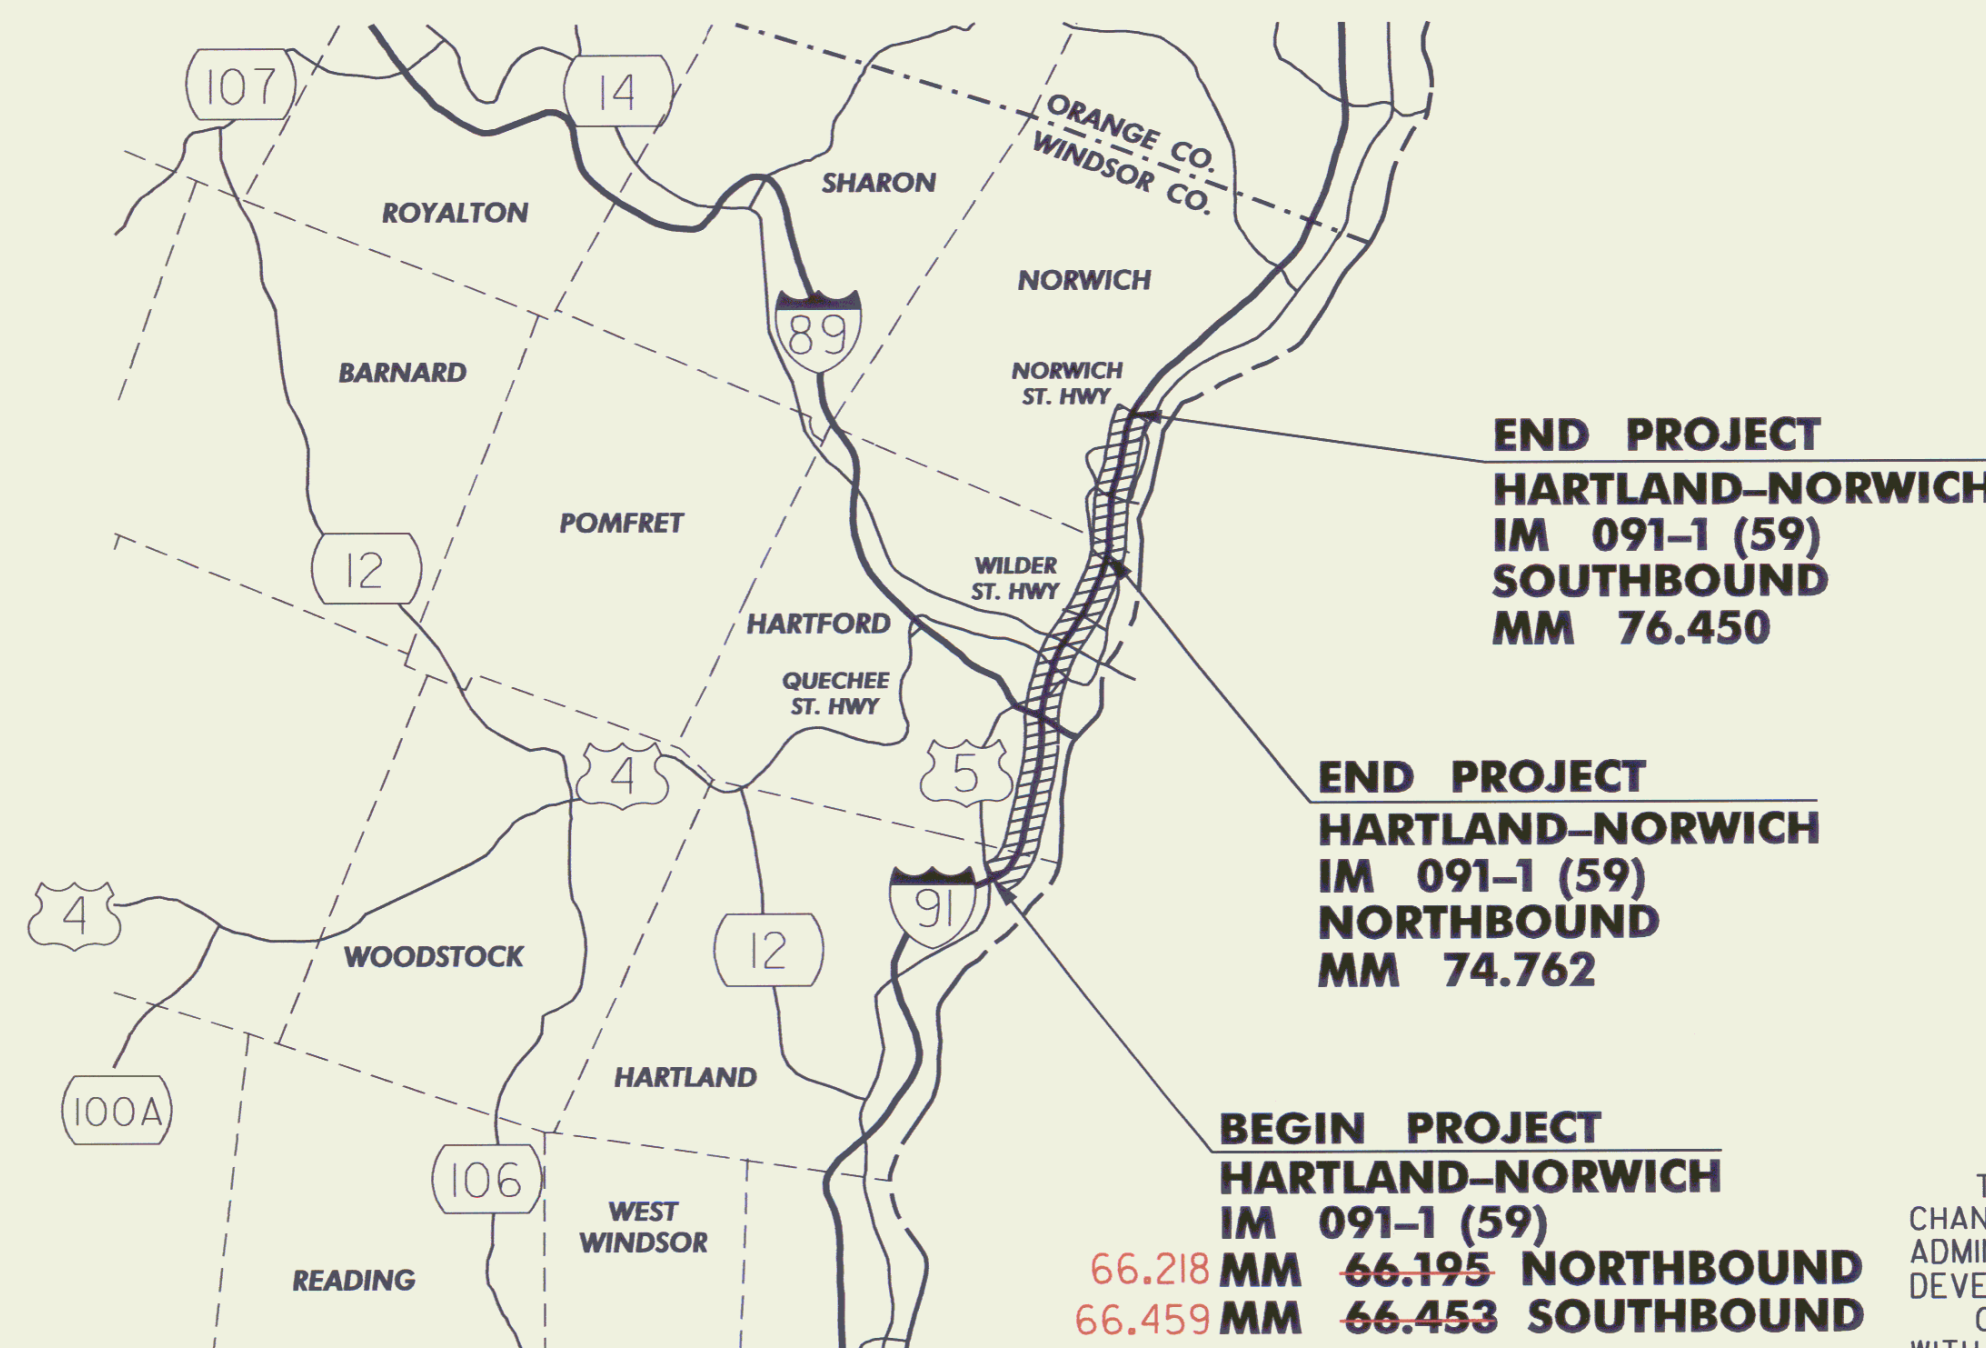 107
14
ORANGE CO.
WINDSOR CO.
SHARON
ROYALTON
NORWICH
89
BARNARD
NORWICH
ST. HWY
END PROJECT
HARTLAND–NORWICH
IM 091–1 (59)
SOUTHBOUND
MM 76.450
POMFRET
12
WILDER
ST. HWY
HARTFORD
QUECHEE
ST. HWY
4
5
END PROJECT
HARTLAND–NORWICH
IM 091–1 (59)
NORTHBOUND
MM 74.762
4
91
WOODSTOCK
12
HARTLAND
100A
106
WEST
WINDSOR
READING
BEGIN PROJECT
HARTLAND–NORWICH
IM 091–1 (59)
66.218 MM 66.195 NORTHBOUND
66.459 MM 66.453 SOUTHBOUND
CHAN
ADMI
DEVE